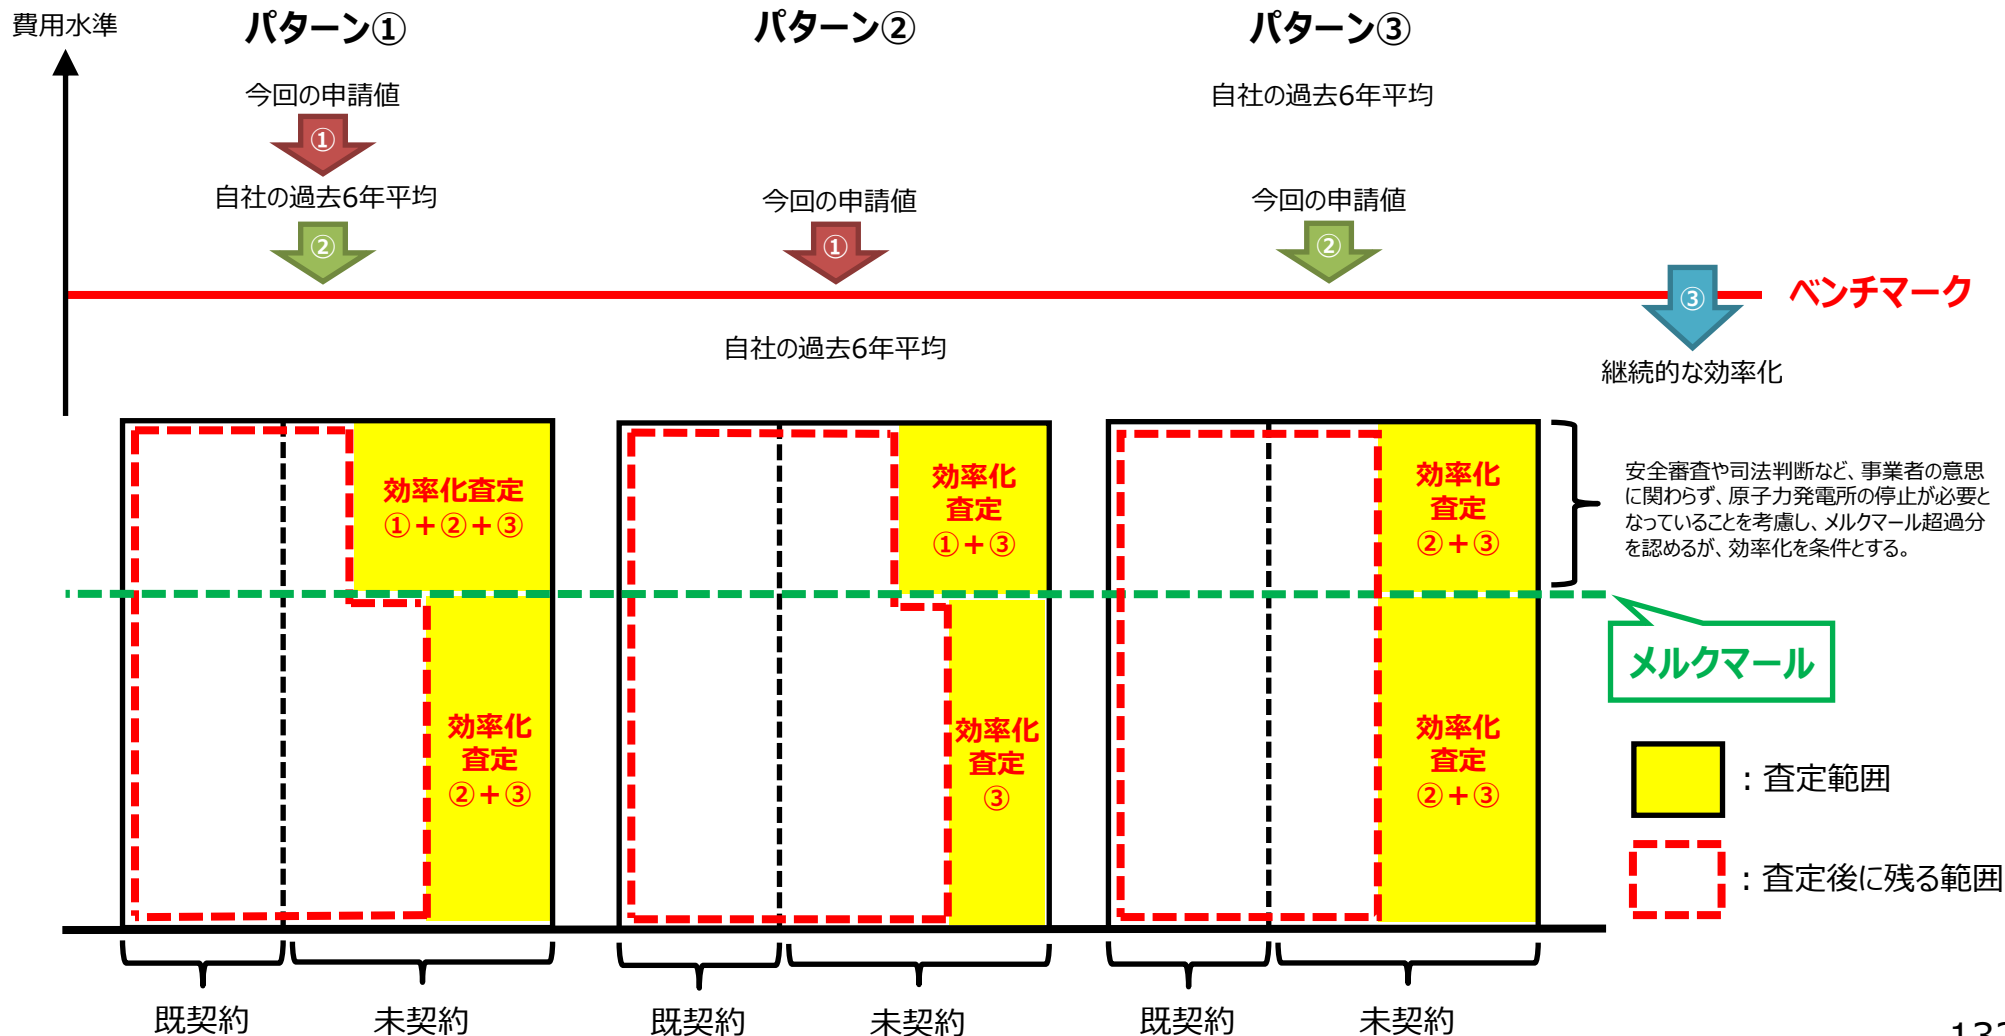 費用水準
パターン①
パターン②
パターン③
今回の申請値
①
自社の過去6年平均
②
今回の申請値
①
自社の過去6年平均
自社の過去6年平均
今回の申請値
②
③
ベンチマーク
継続的な効率化
効率化査定
①+②+③
効率化
査定
②+③
効率化
査定
①+③
効率化
査定
③
効率化
査定
②+③
効率化
査定
②+③
安全審査や司法判断など、事業者の意思
に関わらず、原子力発電所の停止が必要と
なっていることを考慮し、メルクマール超過分
を認めるが、効率化を条件とする。
メルクマール
:査定範囲
:査定後に残る範囲
既契約
未契約
既契約
未契約
既契約
未契約